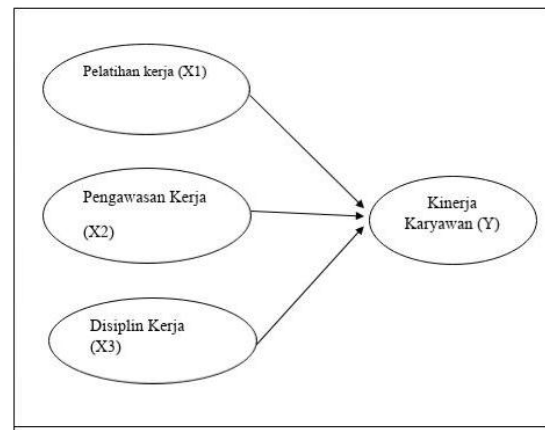 Pelatihan kerja (X1)
Pengawasan Kerja
(X2)
Kinerja
Karyawan (Y)
Disiplin Kerja
(X3)